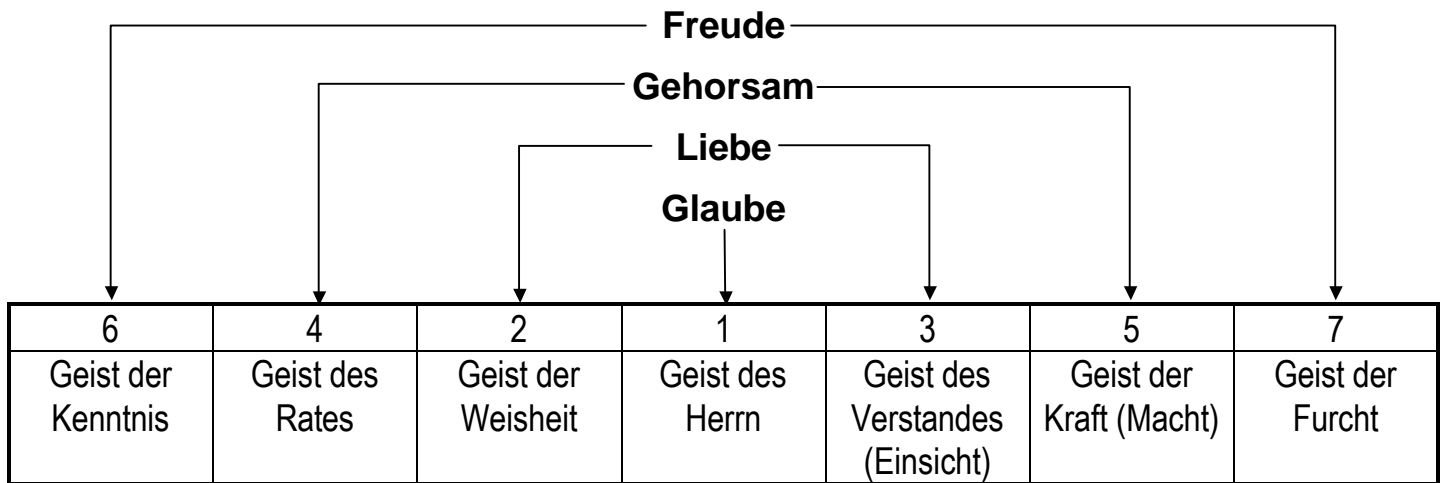 Freude
Gehorsam
Liebe
Glaube
6 4 2 1 3 5 7
Geist der Geist des Geist der Geist des Geist des Geist der Geist der
Kenntnis Rates Weisheit Herrn Verstandes Kraft (Macht) Furcht
(Einsicht)